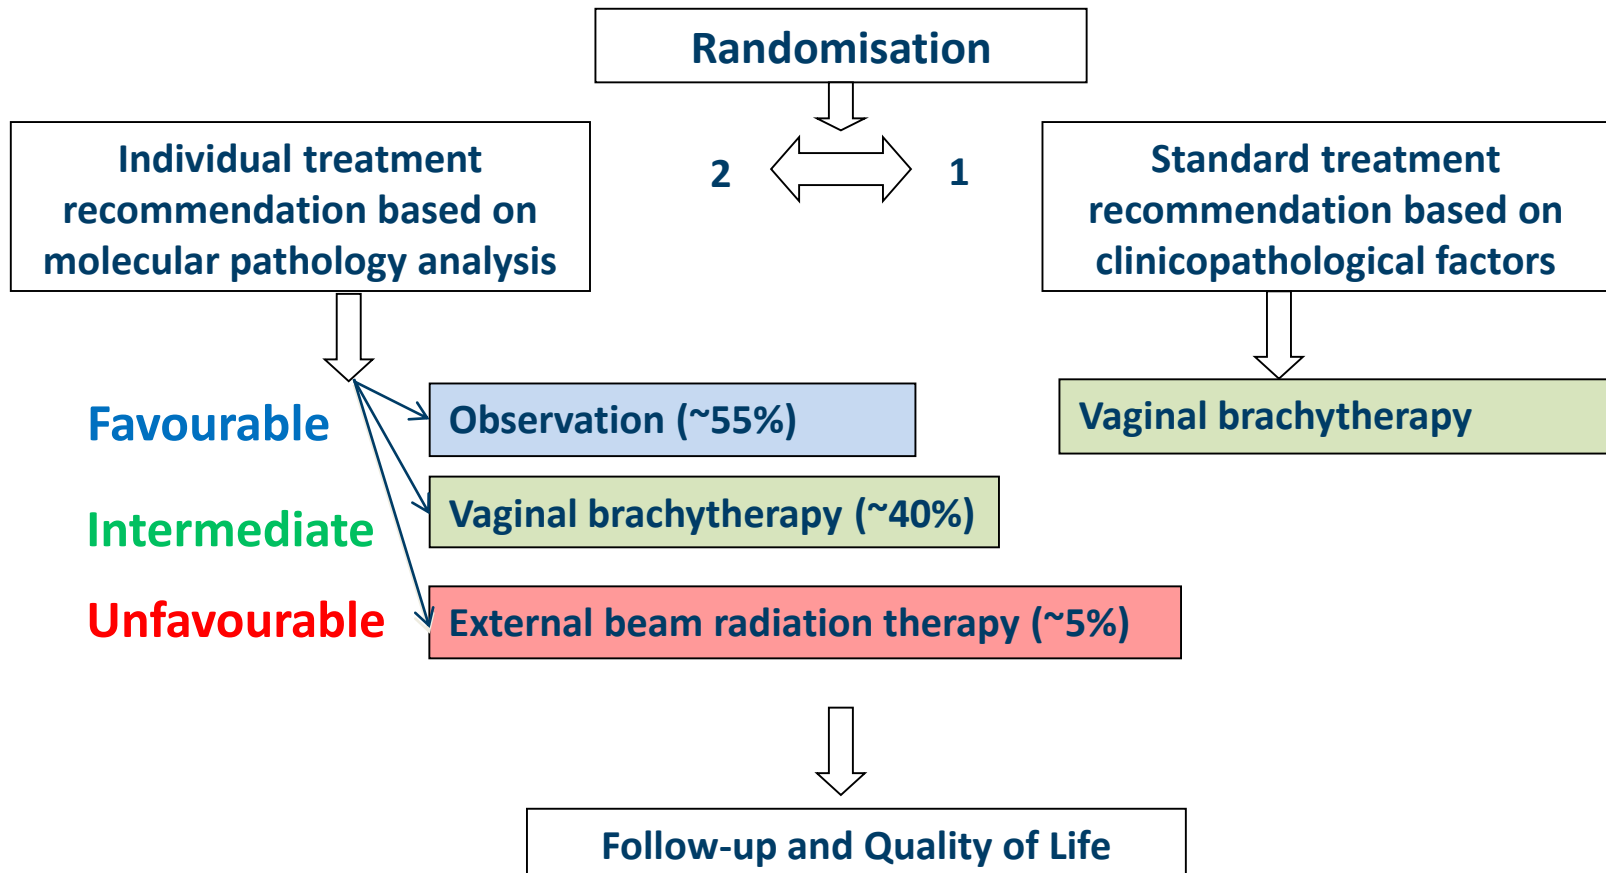 Randomisation
Individual treatment
recommendation based on
molecular pathology analysis
2
1
Standard treatment
recommendation based on
clinicopathological factors
Favourable
Observation (~55%)
Vaginal brachytherapy
Intermediate
Vaginal brachytherapy (~40%)
Unfavourable
External beam radiation therapy (~5%)
Follow-up and Quality of Life